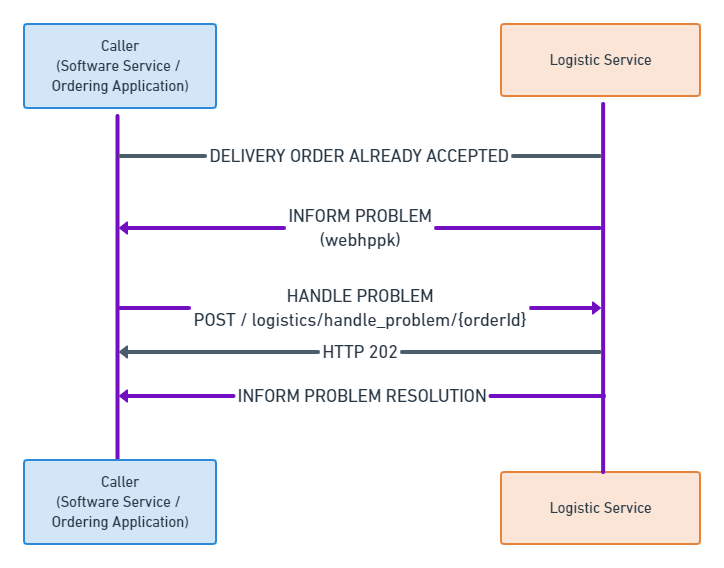 Caller
(Software Service /
Ordering Application)
Logistic Service
DELIVERY ORDER ALREADY ACCEPTED
INFORM PROBLEM
(webhppk)
HANDLE PROBLEM
POST / logistics/handle_problem/{orderId}
HTTP 202
INFORM PROBLEM RESOLUTION
Caller
(Software Service /
Ordering Application)
Logistic Service